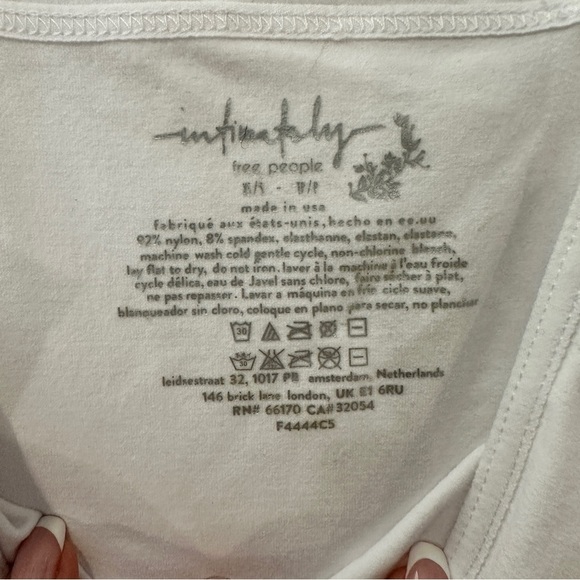 intimately
free people
made in usa
fabriqué aux états-unis, hecho en ee.uu
92% nylon, 8% spandex, elasthanne, elastan, elastano,
machine wash cold gentle cycle, non-chlorine bleach,
lay flat to dry, do not iron. laver à la machine à l'eau froide
cycle délica, eau de Javel sans chlore, faire sécher à plat,
ne pas repasser. Lavar a máquina en frio ciclo suave,
blanqueador sin cloro, coloque en plano para secar, no planchar
30
30
leidsestraat 32, 1017 PB amsterdam, Netherlands
146 brick lane london, UK E1 6RU
RN# 66170 CA#32054
F4444C5